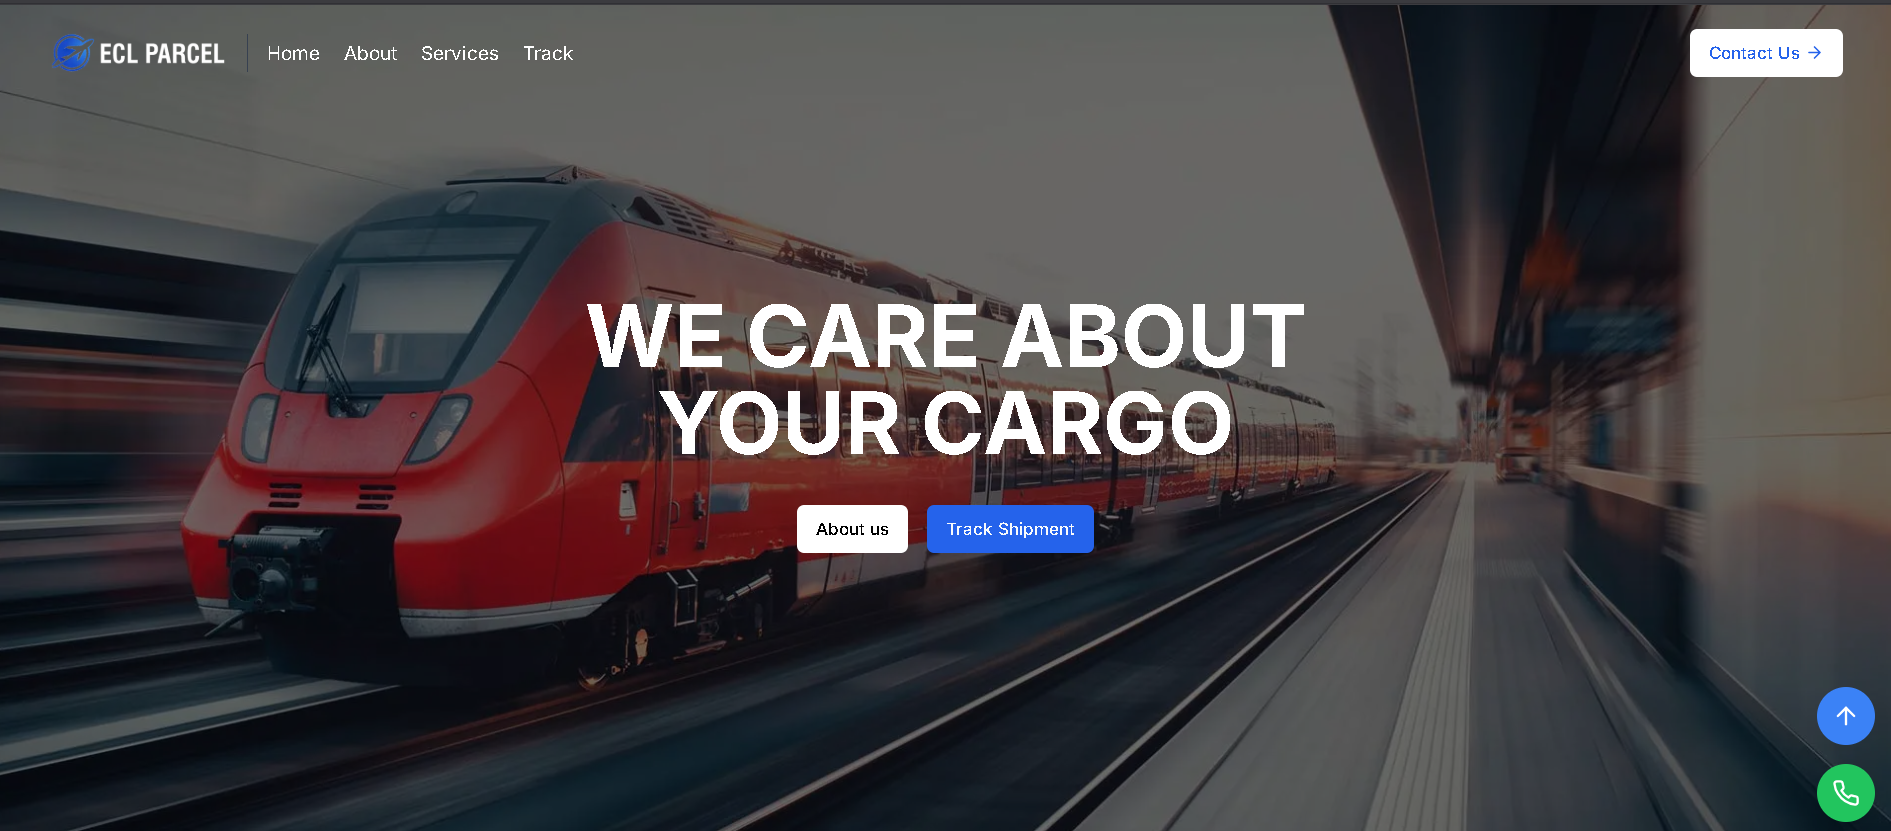 ECL PARCEL
Home
About
Services
Track
Contact Us
WE CARE ABOUT
YOUR CARGO
About us
Track Shipment